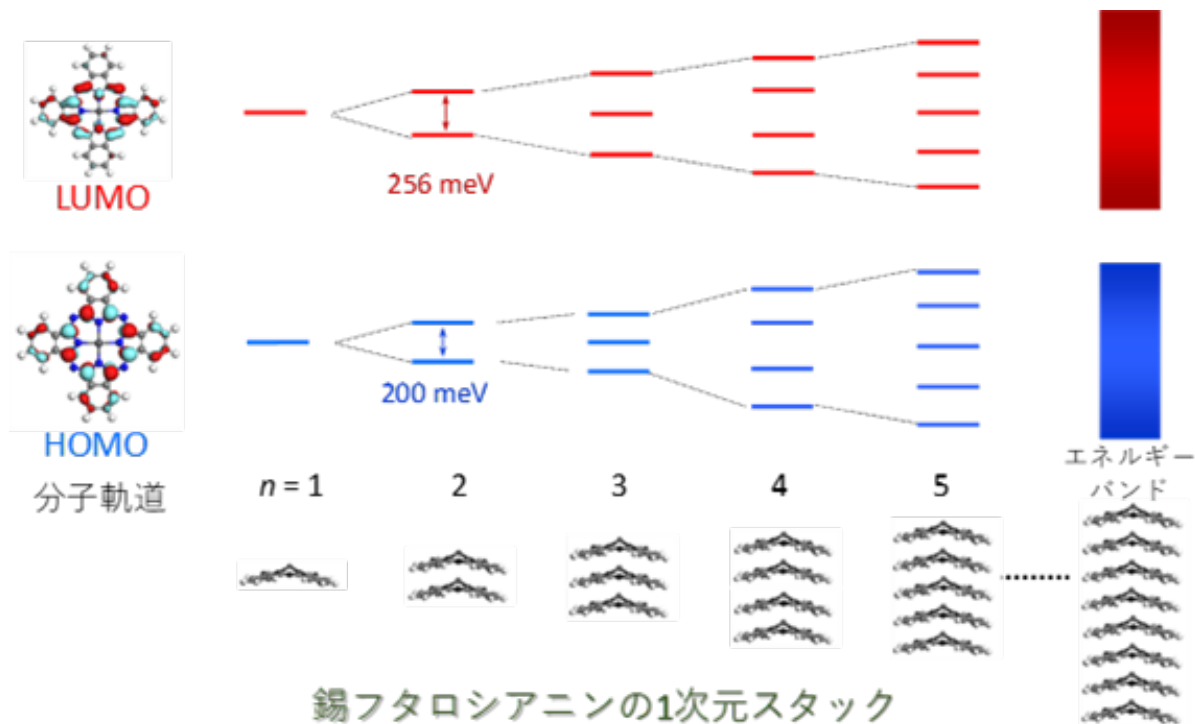 LUMO
256 meV
HOMO
200 meV
分子軌道
n = 1
2
3
4
5
エネルギー
バンド
錫フタロシアニンの1次元スタック